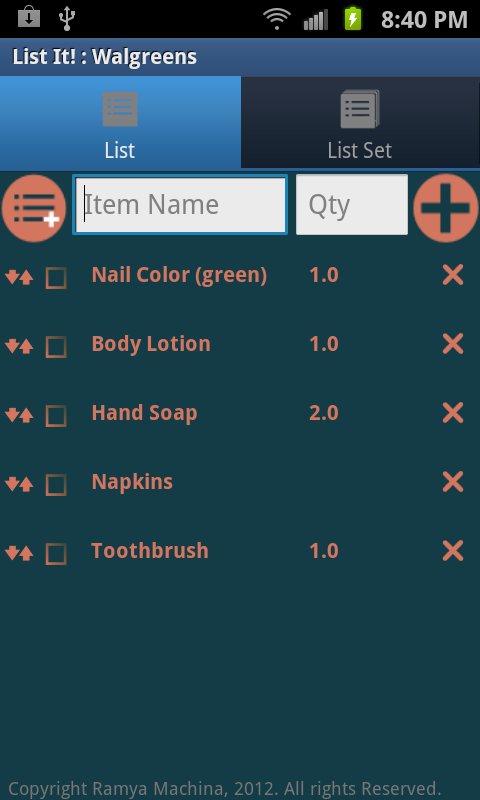 8:40 PM
List It! : Walgreens
List
List Set
Item Name
Qty
Nail Color (green) 1.0
Body Lotion 1.0
Hand Soap 2.0
Napkins
Toothbrush 1.0
Copyright Ramya Machina, 2012. All rights Reserved.